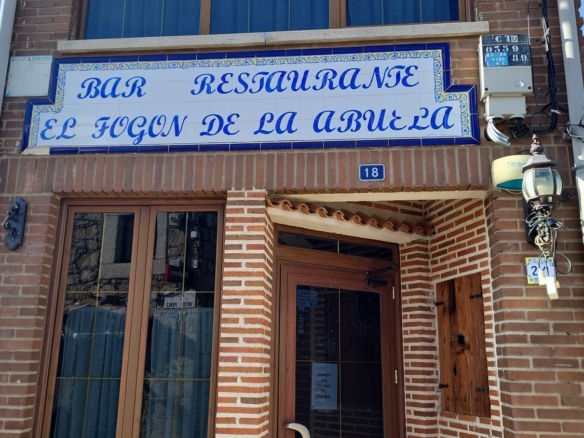 BAR RESTAURANTE
EL FOGON DE LA ABUELA
18